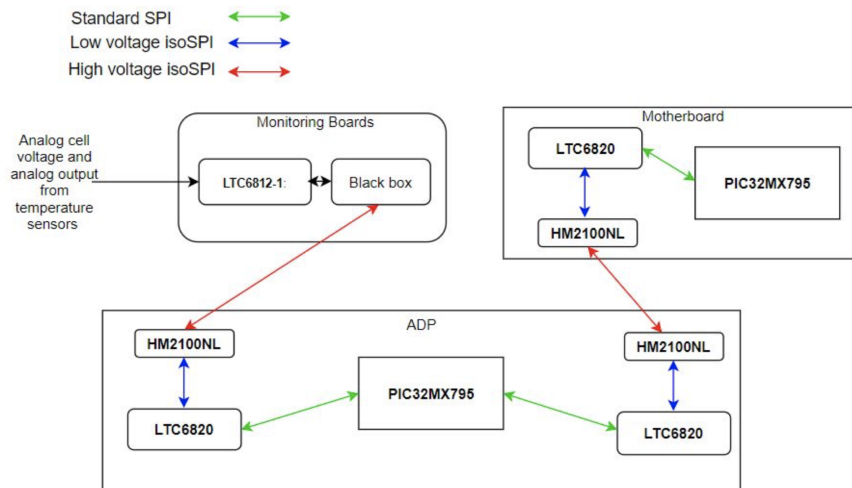 Standard SPI
Low voltage isoSPI
High voltage isoSPI
Monitoring Boards
Analog cell
voltage and
analog output
from
temperature
sensors
LTC6812-1:
Black box
Motherboard
LTC6820
PIC32MX795
HM2100NL
ADP
HM2100NL
HM2100NL
PIC32MX795
LTC6820
LTC6820